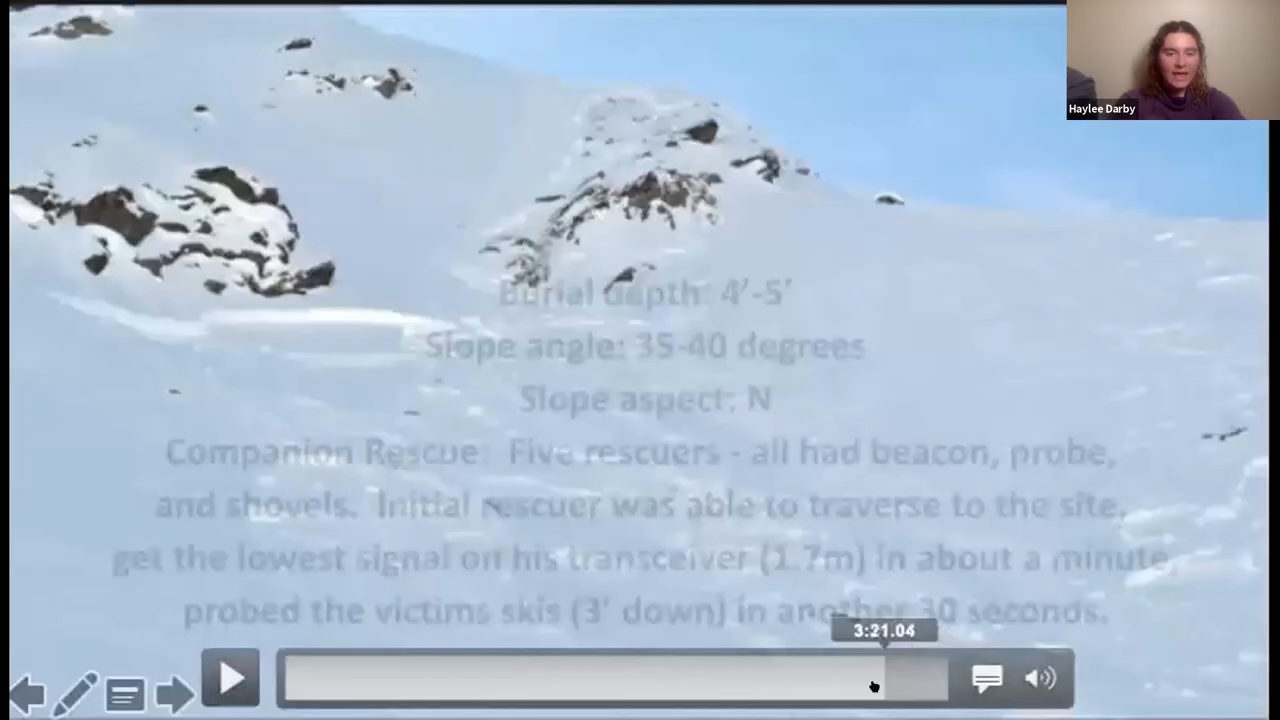 Haylee Darby
Burial depth: 4'-5'
Slope angle: 35-40 degrees
Slope aspect: N
Companion Rescue:  Five rescuers - all had beacon, probe,
and shovels.  Initial rescuer was able to traverse to the site,
get the lowest signal on his transceiver (1.7m) in about a minute,
probed the victims skis (3' down) in another 30 seconds.
3:21.04